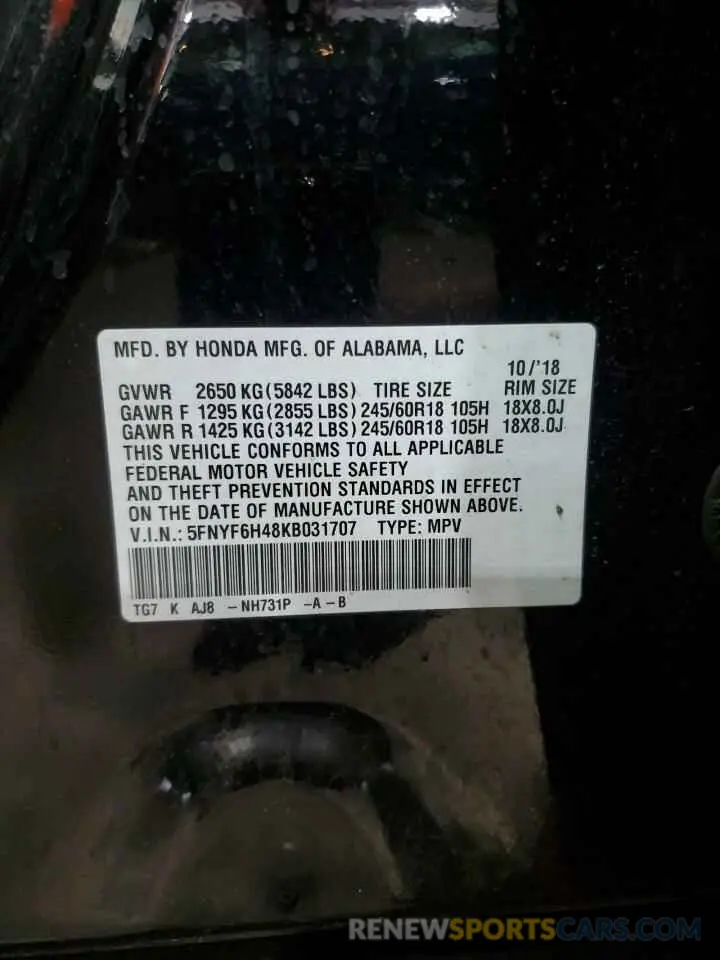 MFD. BY HONDA MFG. OF ALABAMA, LLC
10/'18
GVWR 2650 KG(5842 LBS) TIRE SIZE RIM SIZE
GAWR F 1295 KG(2855 LBS) 245/60R18 105H 18X8.0J
GAWR R 1425 KG(3142 LBS) 245/60R18 105H 18X8.0J
THIS VEHICLE CONFORMS TO ALL APPLICABLE
FEDERAL MOTOR VEHICLE SAFETY
AND THEFT PREVENTION STANDARDS IN EFFECT
ON THE DATE OF MANUFACTURE SHOWN ABOVE.
V.I.N.: 5FNYF6H48KB031707 TYPE: MPV
TG7 K AJ8 -NH731P -A-B
RENEWSPORTSCARS.COM